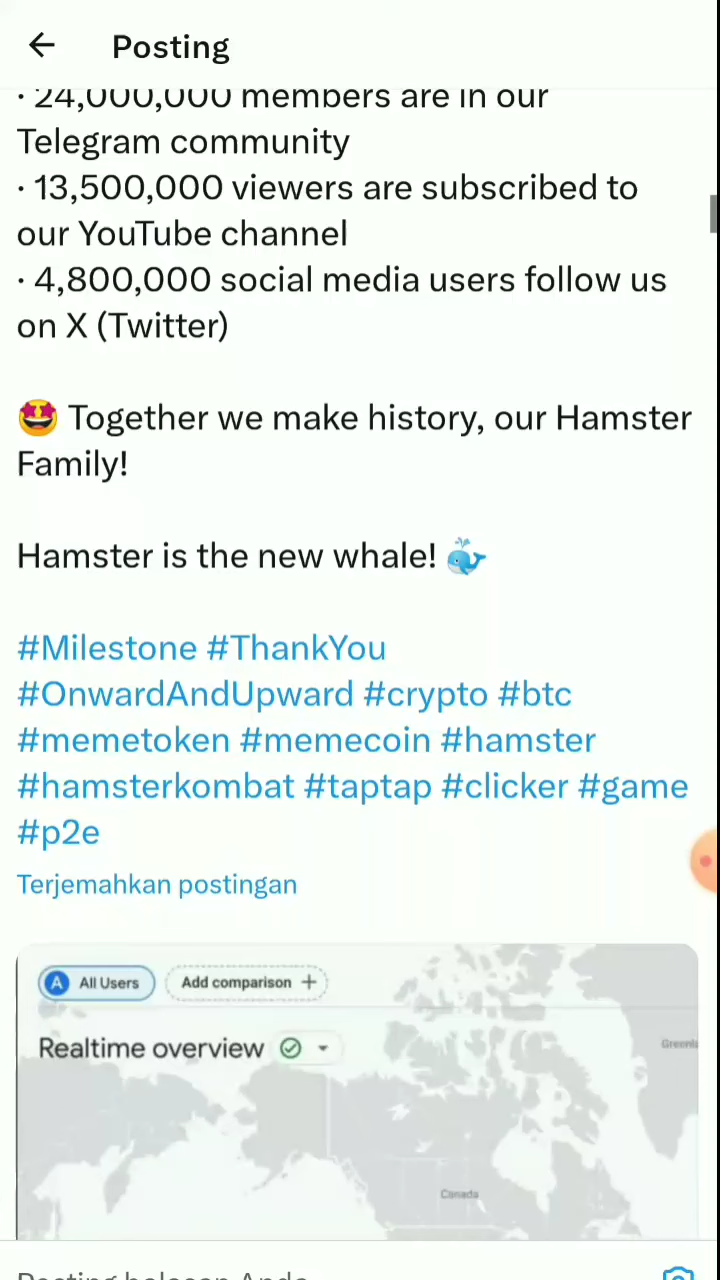 Posting
· 24,000,000 members are in our
Telegram community
· 13,500,000 viewers are subscribed to
our YouTube channel
· 4,800,000 social media users follow us
on X (Twitter)
🤩 Together we make history, our Hamster
Family!
Hamster is the new whale! 🐳
#Milestone #ThankYou
#OnwardAndUpward #crypto #btc
#memetoken #memecoin #hamster
#hamsterkombat #taptap #clicker #game
#p2e
Terjemahkan postingan
A All Users Add comparison +
Realtime overview
Canada
Posting balasan Anda